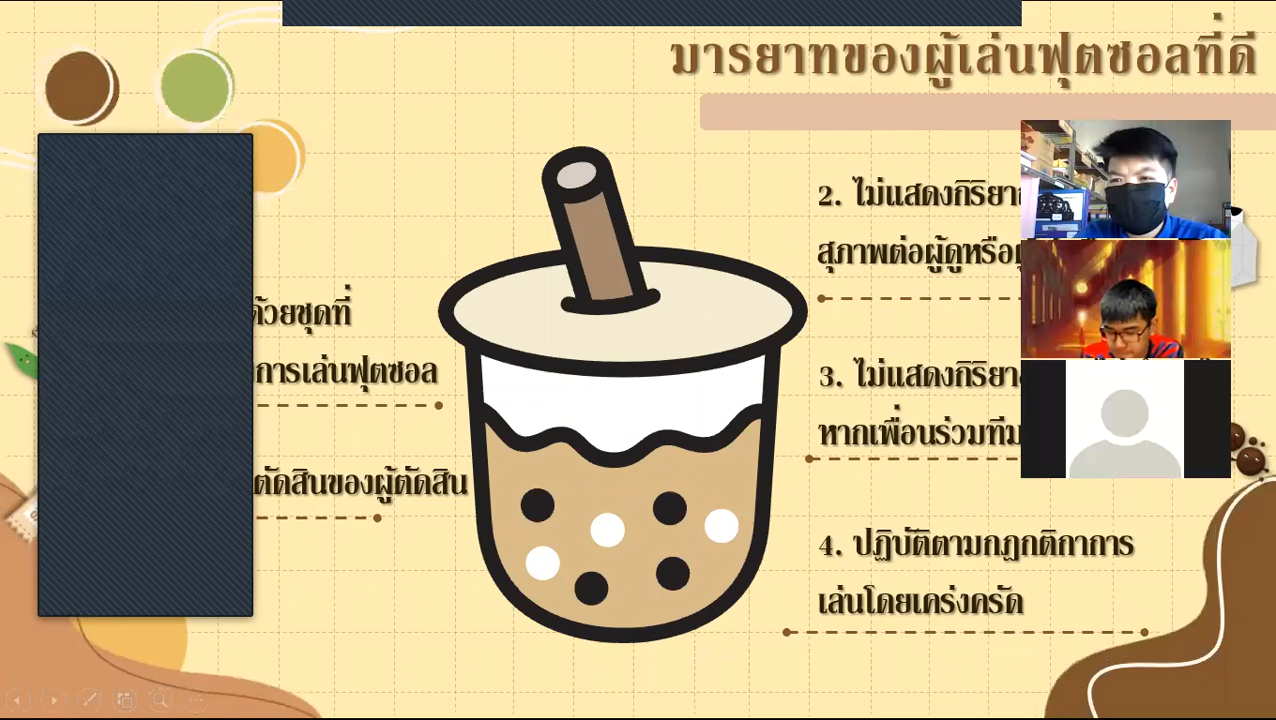 มารยาทของผู้เล่นฟุตซอลที่ดี
ด้วยชุดที่
การเล่นฟุตซอล
ตัดสินของผู้ตัดสิน
2. ไม่แสดงกิริยา
สุภาพต่อผู้ดูหรือ
3. ไม่แสดงกิริยา
หากเพื่อนร่วมทีม
4. ปฏิบัติตามกฎกติกาการ
เล่นโดยเคร่งครัด